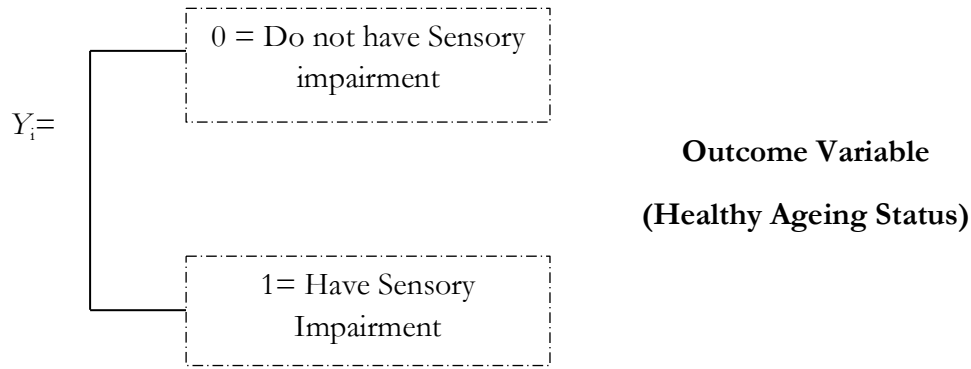 0 = Do not have Sensory
impairment
Yi=
Outcome Variable
(Healthy Ageing Status)
1= Have Sensory
Impairment